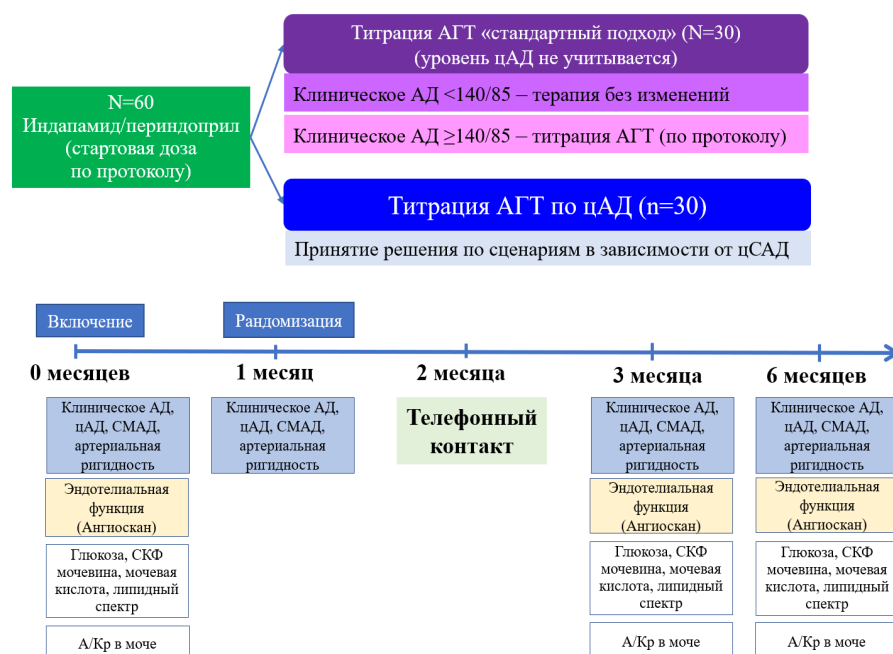 Титрация АГТ «стандартный подход» (N=30)
(уровень цАД не учитывается)
N=60
Индапамид/периндоприл
(стартовая доза
по протоколу)
Клиническое АД <140/85 – терапия без изменений
Клиническое АД ≥140/85 – титрация АГТ (по протоколу)
Титрация АГТ по цАД (n=30)
Принятие решения по сценариям в зависимости от цСАД
Включение
Рандомизация
0 месяцев
1 месяц
2 месяца
3 месяца
6 месяцев
Клиническое АД,
цАД, СМАД,
артериальная
ригидность
Клиническое АД,
цАД, СМАД,
артериальная
ригидность
Телефонный
контакт
Клиническое АД,
цАД, СМАД,
артериальная
ригидность
Клиническое АД,
цАД, СМАД,
артериальная
ригидность
Эндотелиальная
функция
(Ангиоскан)
Эндотелиальная
функция
(Ангиоскан)
Эндотелиальная
функция
(Ангиоскан)
Глюкоза, СКФ
мочевина, мочевая
кислота, липидный
спектр
Глюкоза, СКФ
мочевина, мочевая
кислота, липидный
спектр
Глюкоза, СКФ
мочевина, мочевая
кислота, липидный
спектр
А/Кр в моче
А/Кр в моче
А/Кр в моче